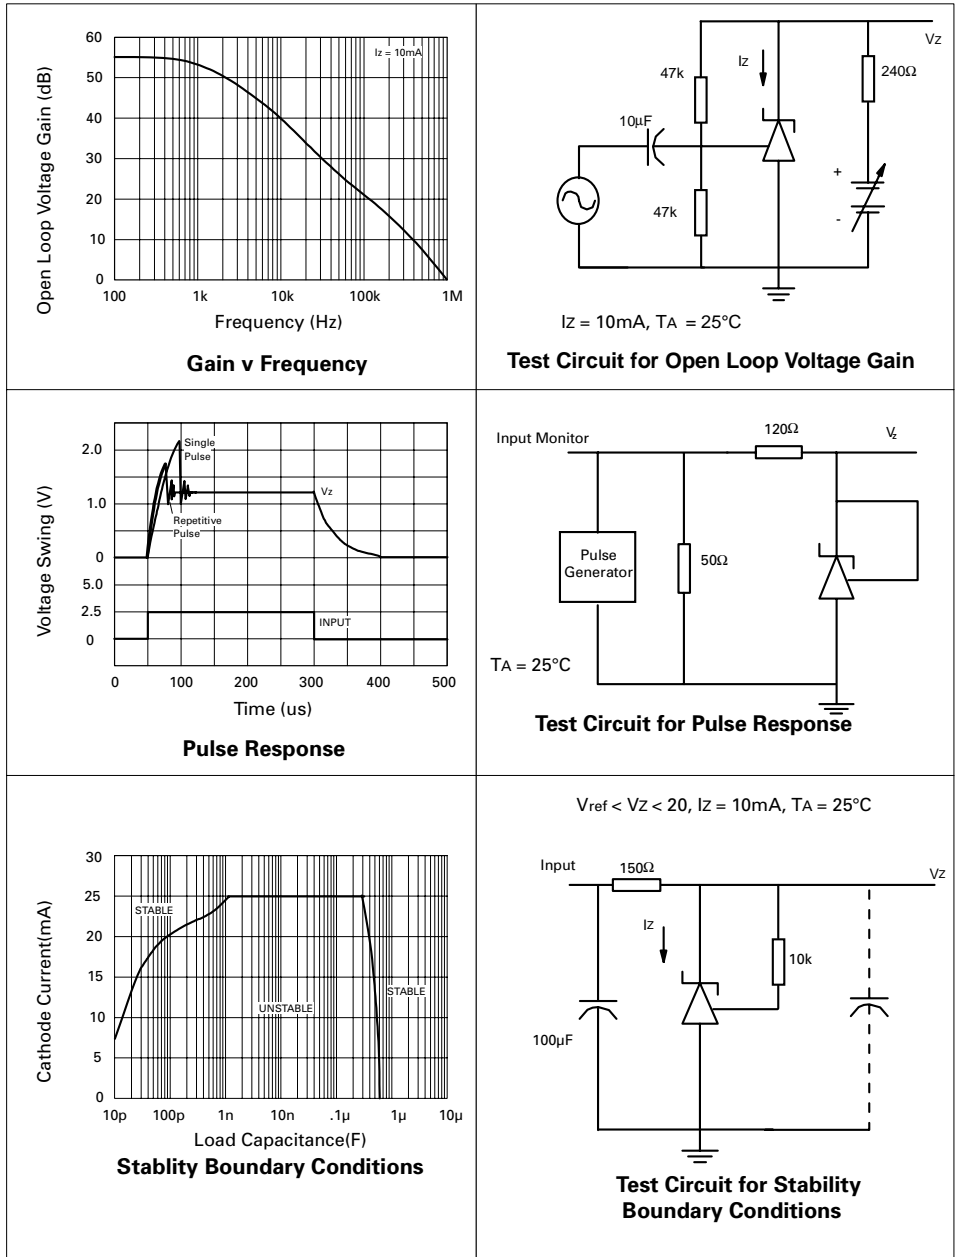 60
50
40
30
20
10
0
Open Loop Voltage Gain (dB)
Iz = 10mA
100 1k 10k 100k 1M
Frequency (Hz)
Gain v Frequency
VZ
IZ
47k
240Ω
10µF
+
47k
-
IZ = 10mA, TA = 25°C
Test Circuit for Open Loop Voltage Gain
2.0
1.0
0
5.0
2.5
0
Voltage Swing (V)
Single
Pulse
Vz
Repetitive
Pulse
INPUT
0 100 200 300 400 500
Time (us)
Pulse Response
Input Monitor
120Ω
Vz
Pulse
Generator
50Ω
TA = 25°C
Test Circuit for Pulse Response
30
25
20
15
10
5
0
Cathode Current(mA)
STABLE
STABLE
UNSTABLE
10p 100p 1n 10n .1µ 1µ 10µ
Load Capacitance(F)
Stablity Boundary Conditions
Vref < VZ < 20, IZ = 10mA, TA = 25°C
Input
150Ω
VZ
IZ
10k
100µF
Test Circuit for Stability
Boundary Conditions